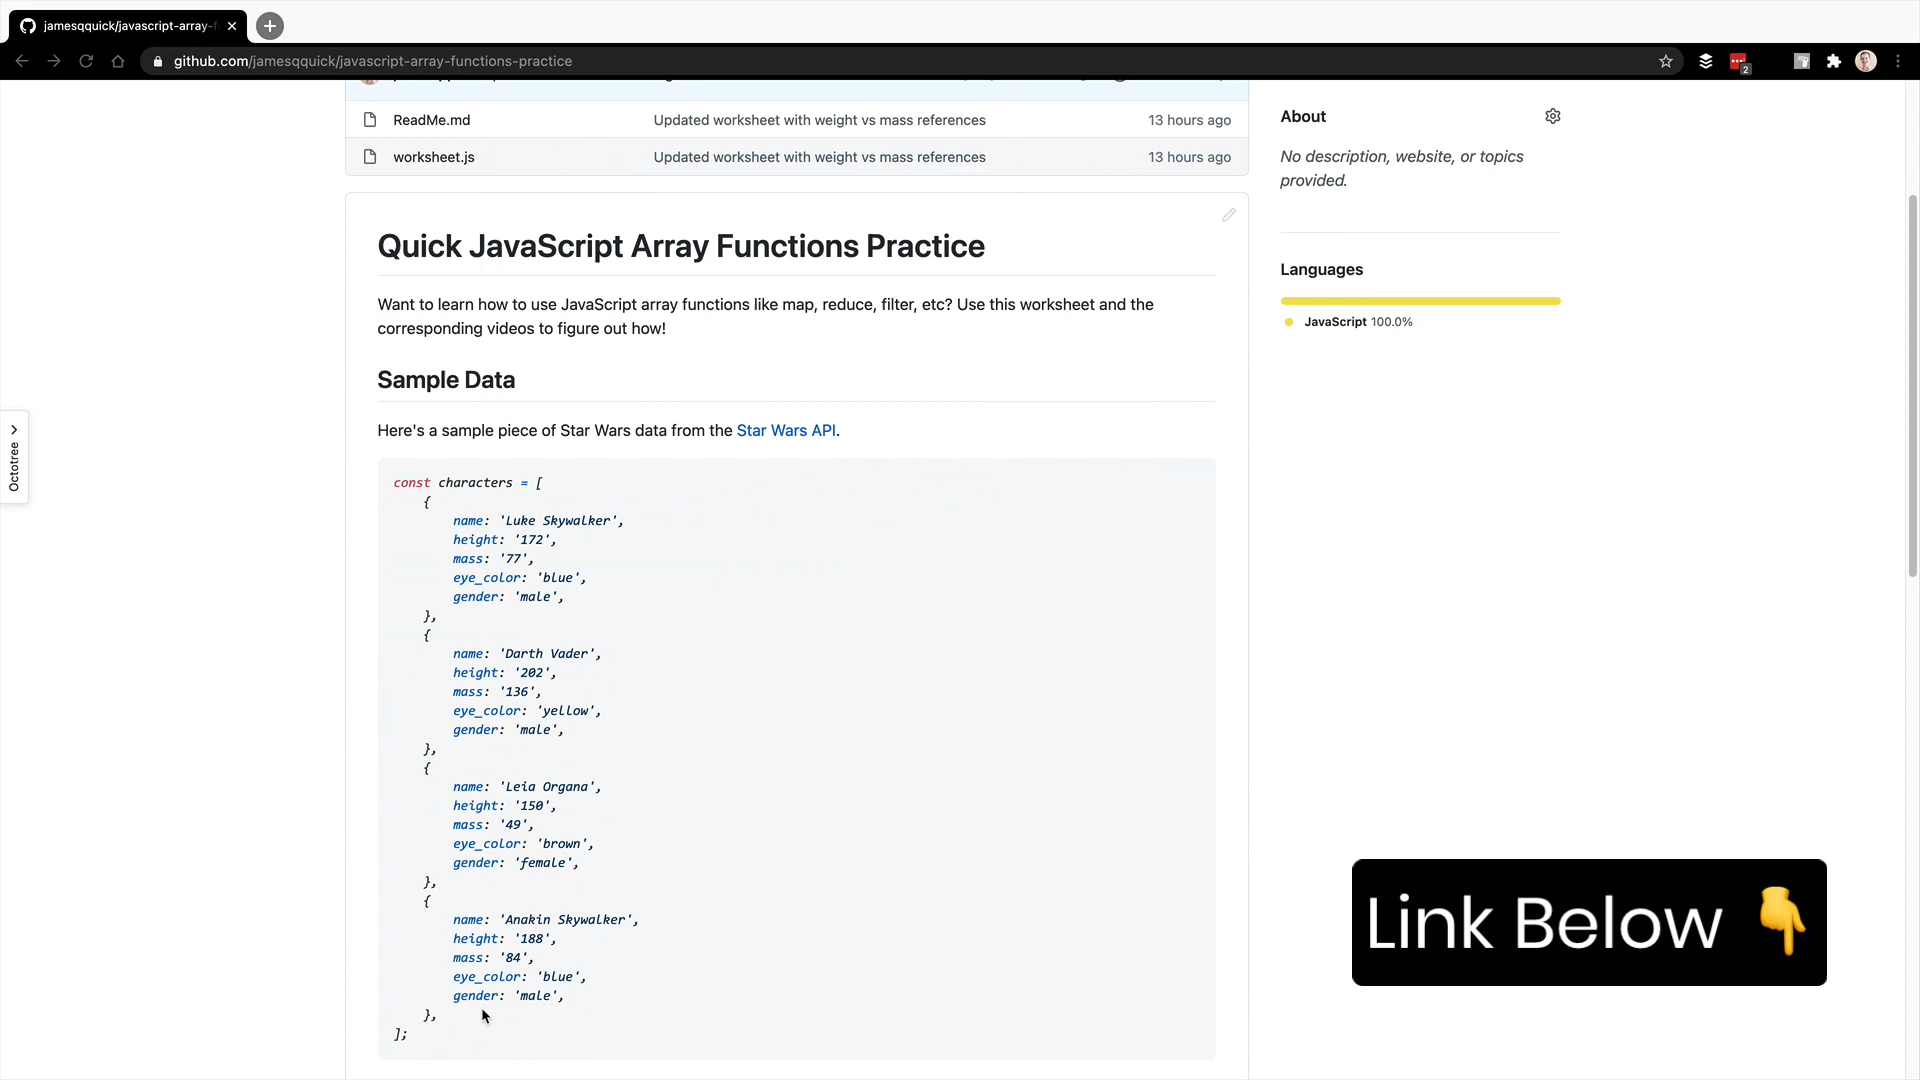 jamesqquick/javascript-array-f
github.com/jamesqquick/javascript-array-functions-practice
2
ReadMe.md Updated worksheet with weight vs mass references 13 hours ago
worksheet.js Updated worksheet with weight vs mass references 13 hours ago
Quick JavaScript Array Functions Practice
Want to learn how to use JavaScript array functions like map, reduce, filter, etc? Use this worksheet and the
corresponding videos to figure out how!
Sample Data
Here's a sample piece of Star Wars data from the Star Wars API.
const characters = [
{
name: 'Luke Skywalker',
height: '172',
mass: '77',
eye_color: 'blue',
gender: 'male',
},
{
name: 'Darth Vader',
height: '202',
mass: '136',
eye_color: 'yellow',
gender: 'male',
},
{
name: 'Leia Organa',
height: '150',
mass: '49',
eye_color: 'brown',
gender: 'female',
},
{
name: 'Anakin Skywalker',
height: '188',
mass: '84',
eye_color: 'blue',
gender: 'male',
},
];
Octotree
About
No description, website, or topics
provided.
Languages
JavaScript 100.0%
Link Below 👇